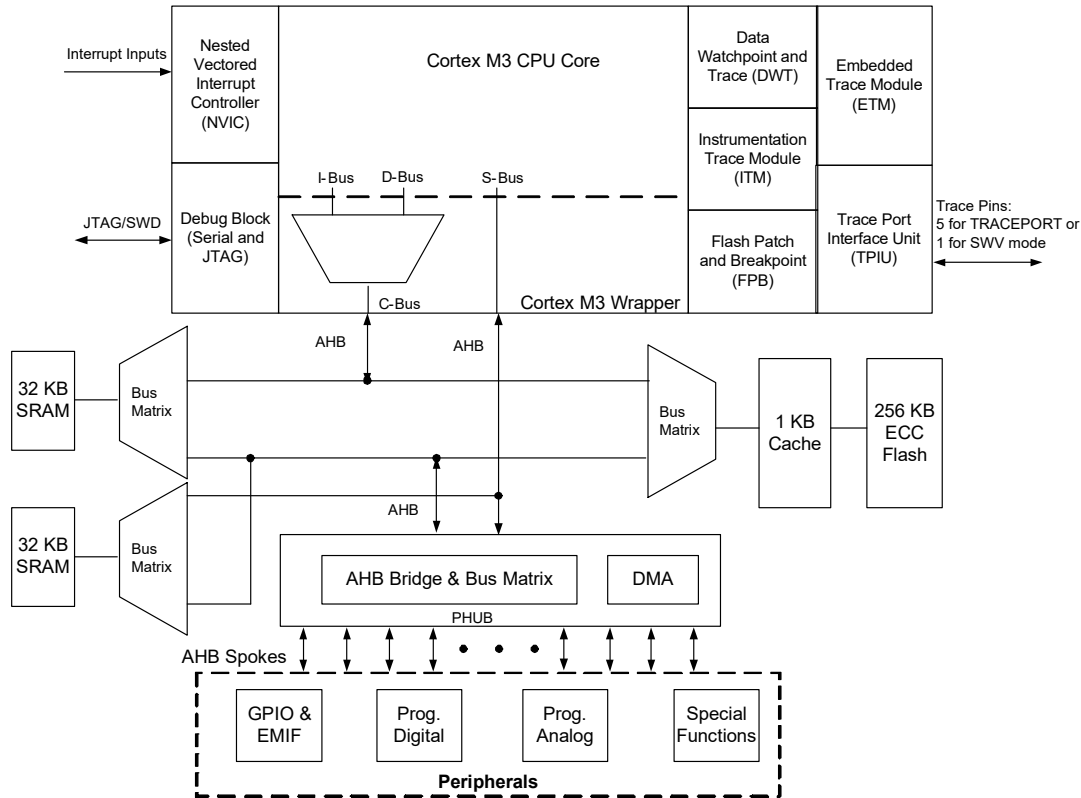 Interrupt Inputs
Nested
Vectored
Interrupt
Controller
(NVIC)
Cortex M3 CPU Core
Data
Watchpoint and
Trace (DWT)
Embedded
Trace Module
(ETM)
Instrumentation
Trace Module
(ITM)
I-Bus
D-Bus
S-Bus
JTAG/SWD
Debug Block
(Serial and
JTAG)
Flash Patch
and Breakpoint
(FPB)
Trace Port
Interface Unit
(TPIU)
Trace Pins:
5 for TRACEPORT or
1 for SWV mode
C-Bus
Cortex M3 Wrapper
AHB
AHB
32 KB
SRAM
Bus
Matrix
Bus
Matrix
1 KB
Cache
256 KB
ECC
Flash
AHB
32 KB
SRAM
Bus
Matrix
AHB Bridge & Bus Matrix
DMA
PHUB
AHB Spokes
GPIO &
EMIF
Prog.
Digital
Prog.
Analog
Special
Functions
Peripherals